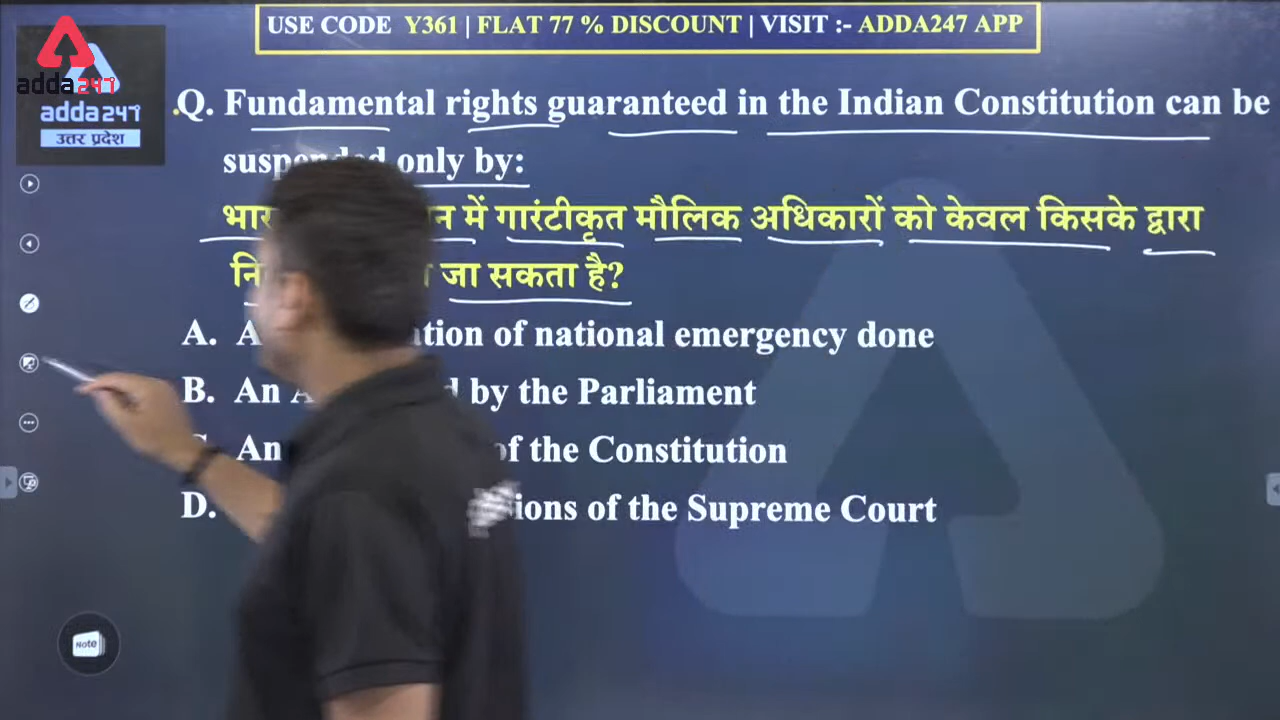 USE CODE Y361 | FLAT 77 % DISCOUNT | VISIT :- ADDA247 APP
adda247
adda247
उत्तर प्रदेश
Q. Fundamental rights guaranteed in the Indian Constitution can be
suspended only by:
में गारंटीकृत मौलिक अधिकारों को केवल किसके द्वारा
जा सकता है?
A. of national emergency done
B. An by the Parliament
An of the Constitution
D. of the Supreme Court
Note